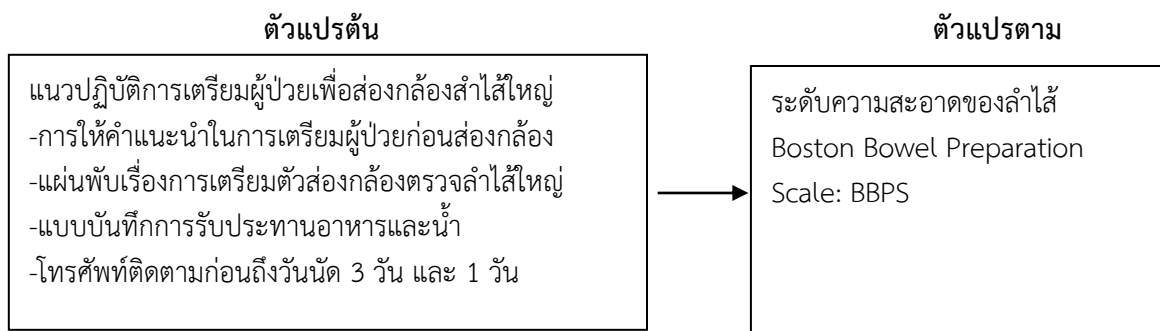 ตัวแปรต้น
แนวปฏิบัติการเตรียมผู้ป่วยเพื่อส่องกล้องลำไส้ใหญ่
-การให้คำแนะนำในการเตรียมผู้ป่วยก่อนส่องกล้อง
-แผ่นพับเรื่องการเตรียมตัวส่องกล้องตรวจลำไส้ใหญ่
-แบบบันทึกการรับประทานอาหารและน้ำ
-โทรศัพท์ติดตามก่อนถึงวันนัด 3 วัน และ 1 วัน
ตัวแปรตาม
ระดับความสะอาดของลำไส้
Boston Bowel Preparation
Scale: BBPS